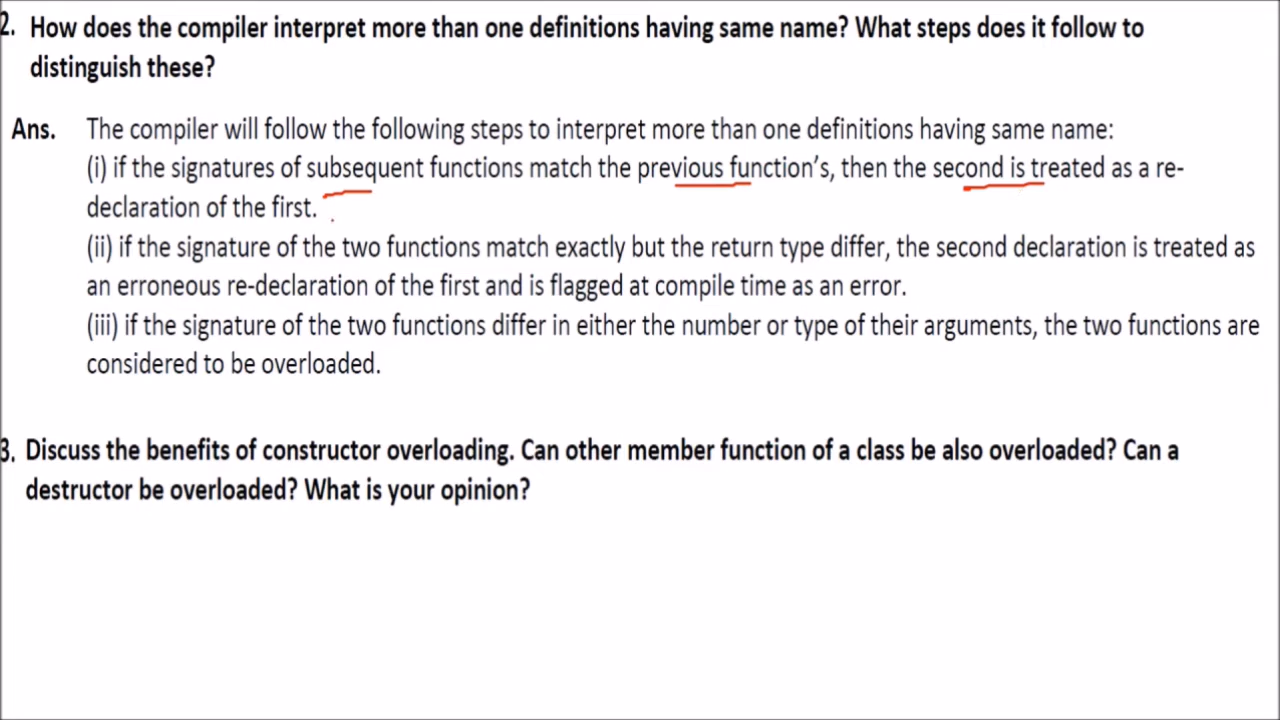 2. How does the compiler interpret more than one definitions having same name? What steps does it follow to
distinguish these?
Ans. The compiler will follow the following steps to interpret more than one definitions having same name:
(i) if the signatures of subsequent functions match the previous function's, then the second is treated as a re-
declaration of the first.
(ii) if the signature of the two functions match exactly but the return type differ, the second declaration is treated as
an erroneous re-declaration of the first and is flagged at compile time as an error.
(iii) if the signature of the two functions differ in either the number or type of their arguments, the two functions are
considered to be overloaded.
3. Discuss the benefits of constructor overloading. Can other member function of a class be also overloaded? Can a
destructor be overloaded? What is your opinion?